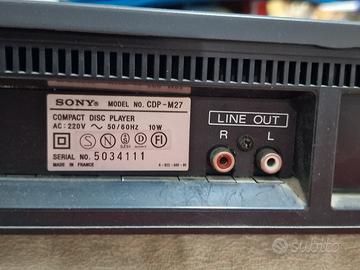 SONY® MODEL NO. CDP-M27
COMPACT DISC PLAYER
AC: 220V ~ 50/60Hz 10W
S N D FI
SERIAL NO. 5034111
MADE IN FRANCE
LINE OUT
R L
subito